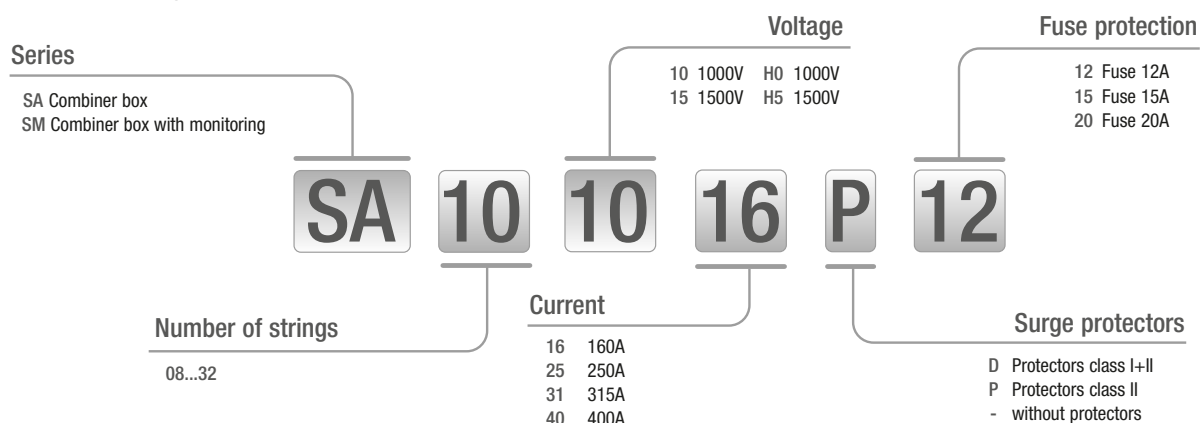 Series
SA Combiner box
SM Combiner box with monitoring
Voltage
10 1000V H0 1000V
15 1500V H5 1500V
Fuse protection
12 Fuse 12A
15 Fuse 15A
20 Fuse 20A
SA 10 10 16 P 12
Number of strings
08...32
Current
16 160A
25 250A
31 315A
40 400A
Surge protectors
D Protectors class I+II
P Protectors class II
- without protectors